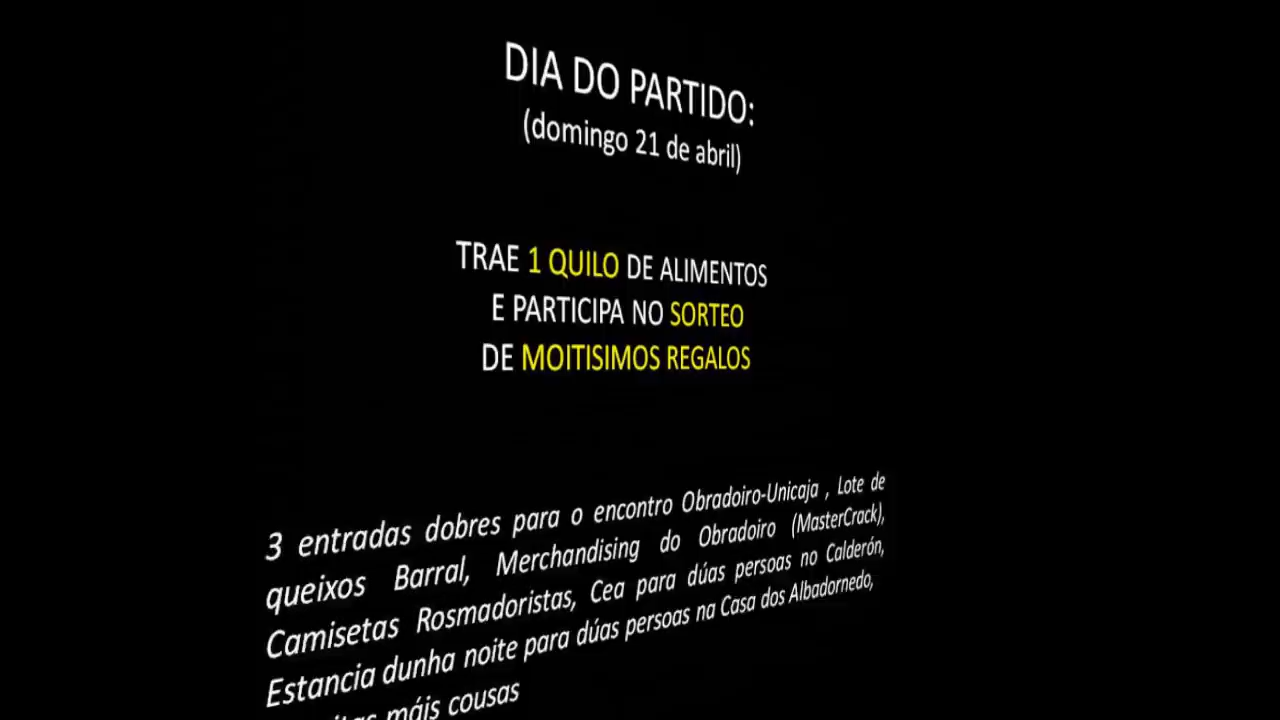 DIA DO PARTIDO:
(domingo 21 de abril)
TRAE 1 QUILO DE ALIMENTOS
E PARTICIPA NO SORTEO
DE MOITISIMOS REGALOS
3 entradas dobres para o encontro Obradoiro-Unicaja , Lote de
queixos Barral, Merchandising do Obradoiro (MasterCrack),
Camisetas Rosmadoristas, Cea para dúas persoas no Calderón,
Estancia dunha noite para dúas persoas na Casa dos Albadornedo,
máis cousas